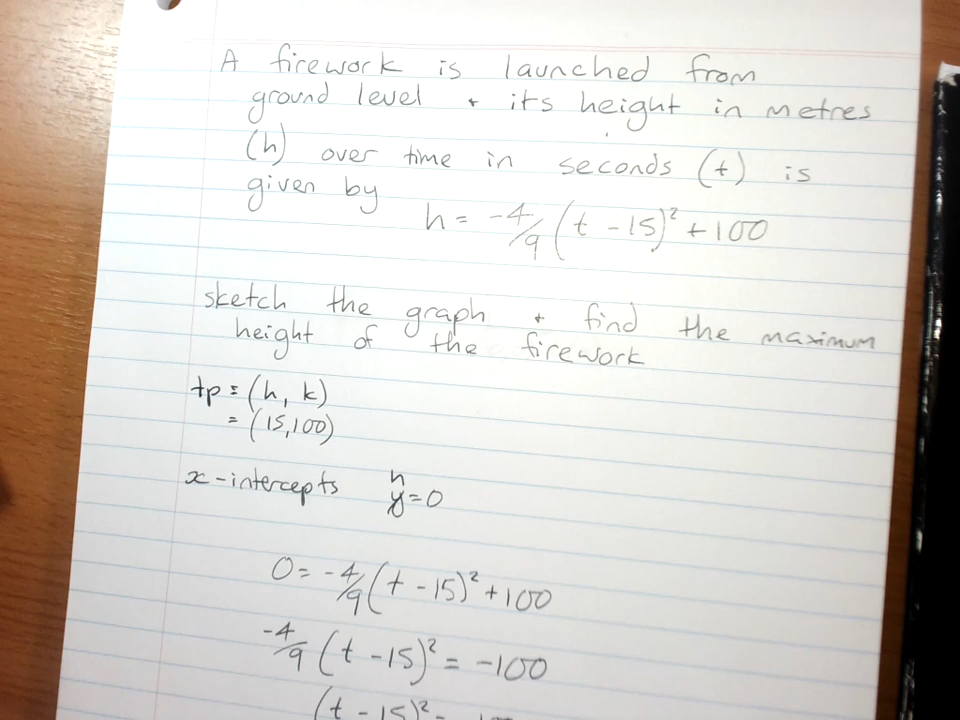 A firework is launched from
ground level + its height in metres
(h) over time in seconds (t) is
given by
h = -4/9 (t - 15)² + 100
sketch the graph + find the maximum
height of the firework
tp = (h, k)
= (15, 100)
x-intercepts h
y = 0
0 = -4/9 (t - 15)² + 100
-4/9 (t - 15)² = -100
(t - 15)² =